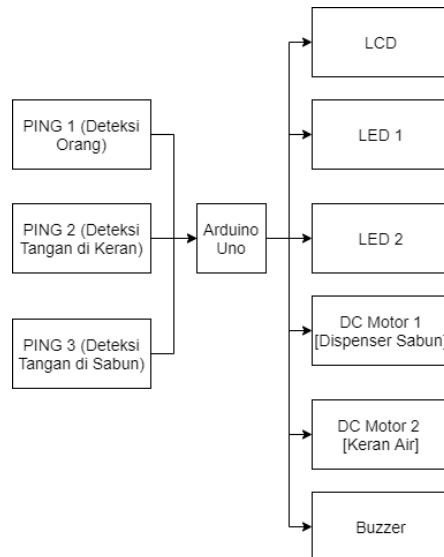 PING 1 (Deteksi
Orang)
PING 2 (Deteksi
Tangan di Keran)
PING 3 (Deteksi
Tangan di Sabun)
Arduino
Uno
LCD
LED 1
LED 2
DC Motor 1
[Dispenser Sabun]
DC Motor 2
[Keran Air]
Buzzer